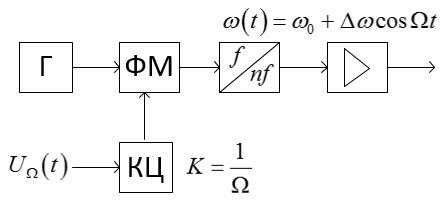 ω(t) = ω₀ + Δω cos Ωt
Г
ФМ
f/nf
U_Ω(t)
КЦ
K = 1/Ω